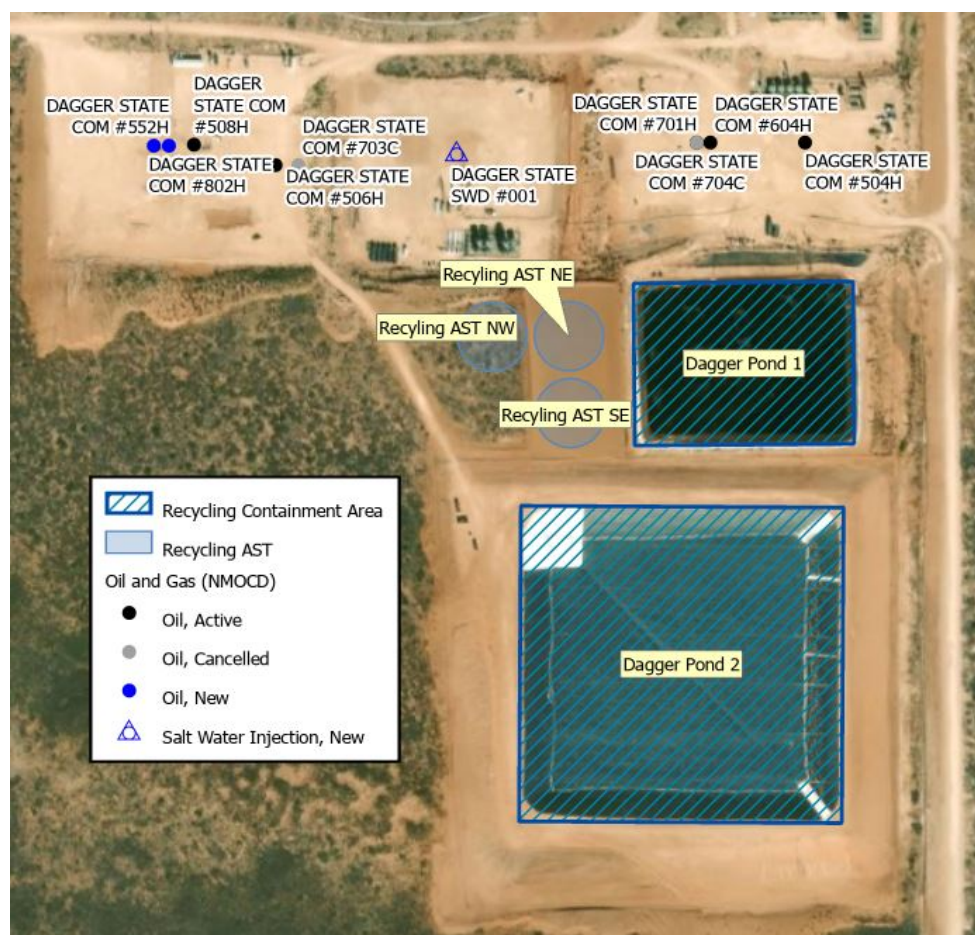 DAGGER STATE
COM #552H
DAGGER
STATE COM
#508H
DAGGER STATE
COM #802H
DAGGER STATE
COM #703C
DAGGER STATE
COM #506H
DAGGER STATE
SWD #001
DAGGER STATE
COM #701H
DAGGER STATE
COM #604H
DAGGER STATE
COM #704C
DAGGER STATE
COM #504H
Recyling AST NE
Recyling AST NW
Dagger Pond 1
Recyling AST SE
Recycling Containment Area
Recycling AST
Oil and Gas (NMOCD)
Oil, Active
Oil, Cancelled
Oil, New
Salt Water Injection, New
Dagger Pond 2